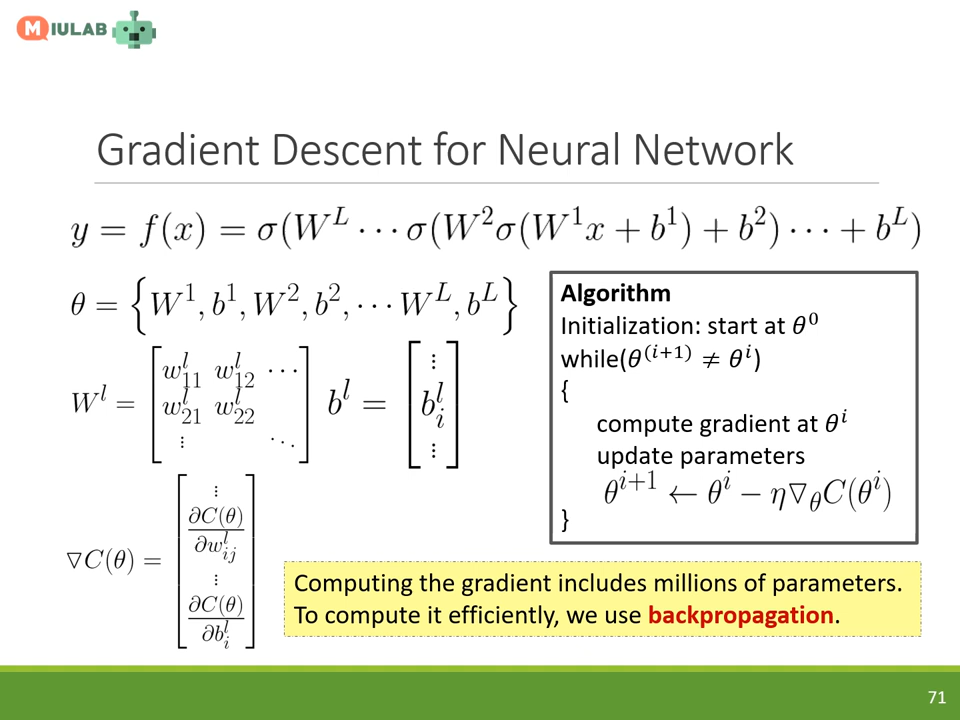 MIULAB
Gradient Descent for Neural Network
y = f(x) = σ(W^L ⋯ σ(W^2 σ(W^1 x + b^1) + b^2) ⋯ + b^L)
θ = {W^1, b^1, W^2, b^2, ⋯ W^L, b^L}
W^l = [w^l_11 w^l_12 ⋯
w^l_21 w^l_22
⋮ ⋱]
b^l = [⋮
b^l_i
⋮]
▽C(θ) = [⋮
∂C(θ)/∂w^l_ij
⋮
∂C(θ)/∂b^l_i]
Algorithm
Initialization: start at θ^0
while(θ^(i+1) ≠ θ^i)
{
compute gradient at θ^i
update parameters
θ^{i+1} ← θ^i − η▽_θ C(θ^i)
}
Computing the gradient includes millions of parameters.
To compute it efficiently, we use backpropagation.
71